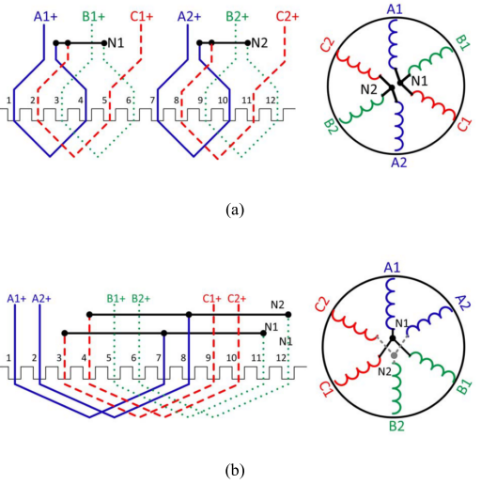 A1+ B1+ C1+ A2+ B2+ C2+
N1 N2
1 2 3 4 5 6 7 8 9 10 11 12
A1
C2 B1
N1
N2
B2 C1
A2
(a)
A1+ A2+ B1+ B2+ C1+ C2+
N2
N1
N1
1 2 3 4 5 6 7 8 9 10 11 12
A1
C2 A2
N1
N2
C1 B1
B2
(b)